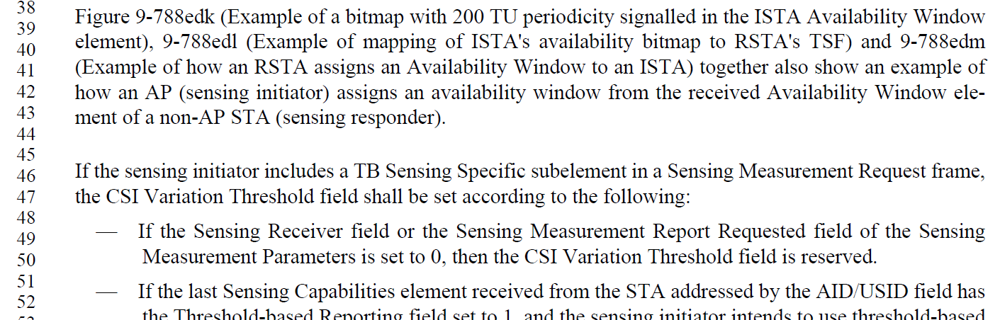 38
39
40
41
42
43
44
45
46
47
48
49
50
51
52
Figure 9-788edk (Example of a bitmap with 200 TU periodicity signalled in the ISTA Availability Window
element), 9-788edl (Example of mapping of ISTA's availability bitmap to RSTA's TSF) and 9-788edm
(Example of how an RSTA assigns an Availability Window to an ISTA) together also show an example of
how an AP (sensing initiator) assigns an availability window from the received Availability Window ele-
ment of a non-AP STA (sensing responder).
If the sensing initiator includes a TB Sensing Specific subelement in a Sensing Measurement Request frame,
the CSI Variation Threshold field shall be set according to the following:
— If the Sensing Receiver field or the Sensing Measurement Report Requested field of the Sensing
Measurement Parameters is set to 0, then the CSI Variation Threshold field is reserved.
— If the last Sensing Capabilities element received from the STA addressed by the AID/USID field has
the Threshold-based Reporting field set to 1, and the sensing initiator intends to use threshold-based